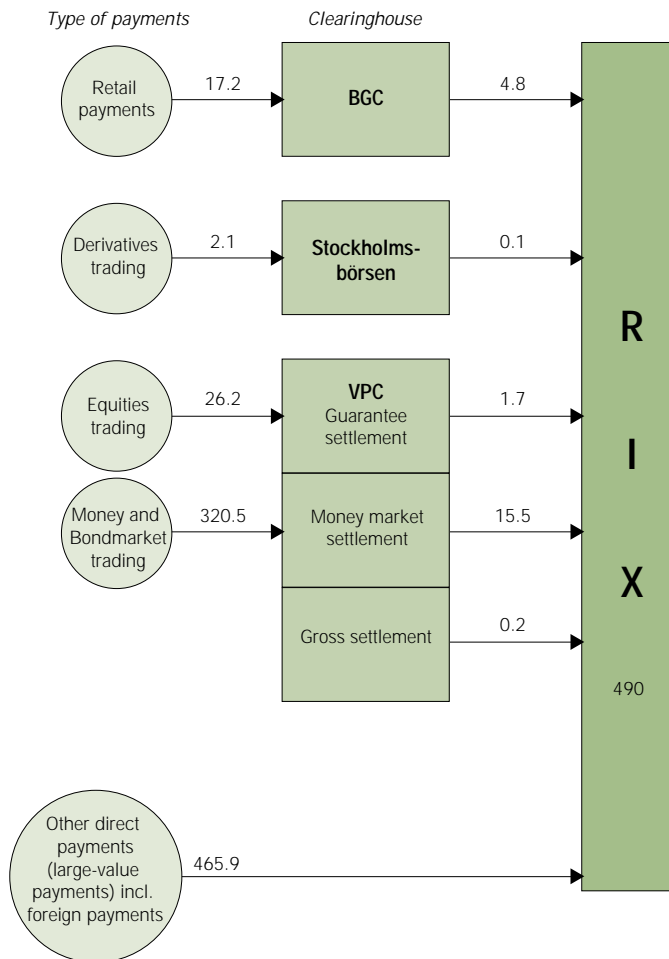 Type of payments
Clearinghouse
Retail
payments
17.2
BGC
4.8
Derivatives
trading
2.1
Stockholms-
börsen
0.1
Equities
trading
26.2
VPC
Guarantee
settlement
1.7
Money and
Bondmarket
trading
320.5
Money market
settlement
15.5
Gross settlement
0.2
R
I
X
490
Other direct
payments
(large-value
payments) incl.
foreign payments
465.9